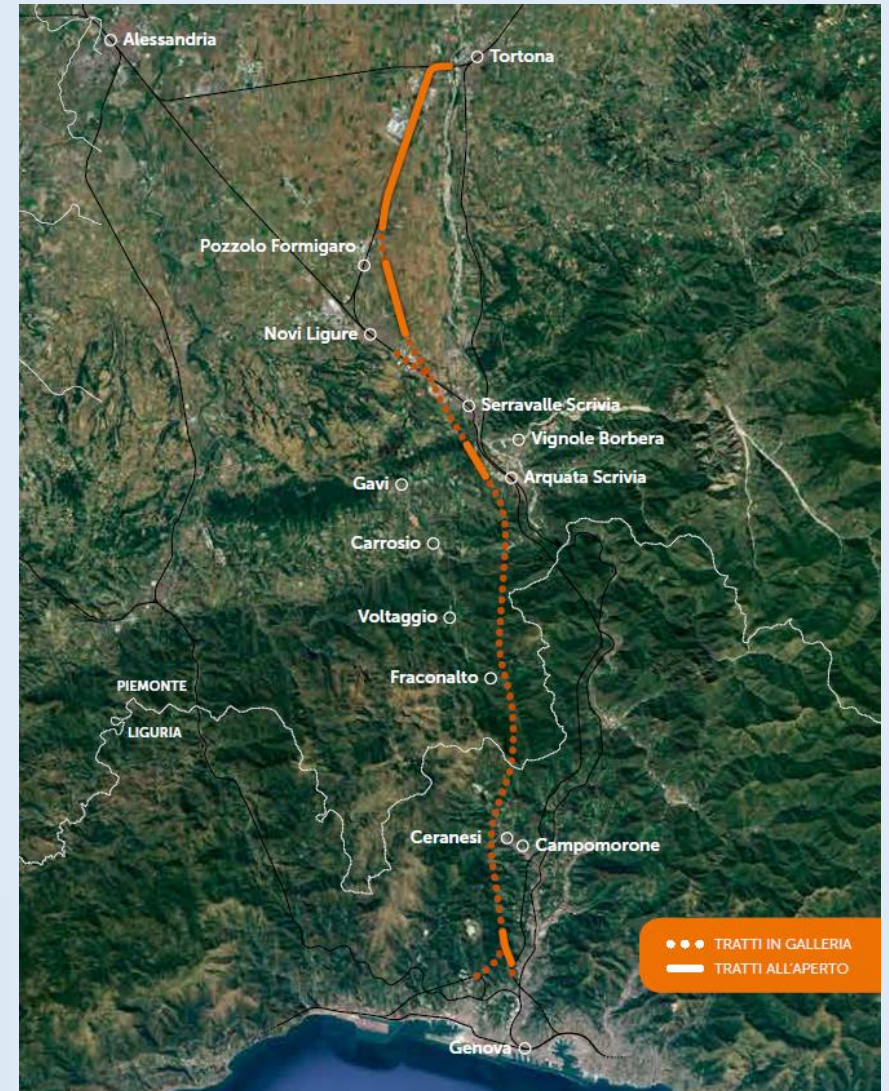 Alessandria
Tortona
Pozzolo Formigaro
Novi Ligure
Serravalle Scrivia
Vignole Borbera
Arquata Scrivia
Gavi
Carrosio
Voltaggio
Fraconalto
PIEMONTE
LIGURIA
Ceranesi
Campomorone
TRATTI IN GALLERIA
TRATTI ALL'APERTO
Genova